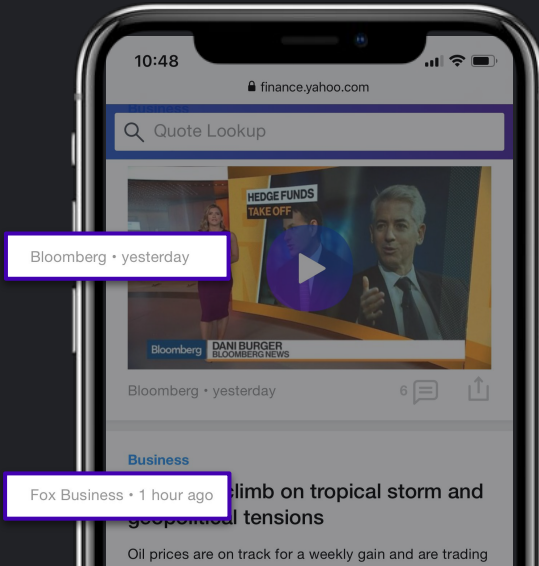 10:48
finance.yahoo.com
Business
Quote Lookup
HEDGE FUNDS
TAKE OFF
Bloomberg • yesterday
Bloomberg
DANI BURGER
BLOOMBERG NEWS
Bloomberg • yesterday
6
Business
Fox Business • 1 hour ago
climb on tropical storm and
geopolitical tensions
Oil prices are on track for a weekly gain and are trading